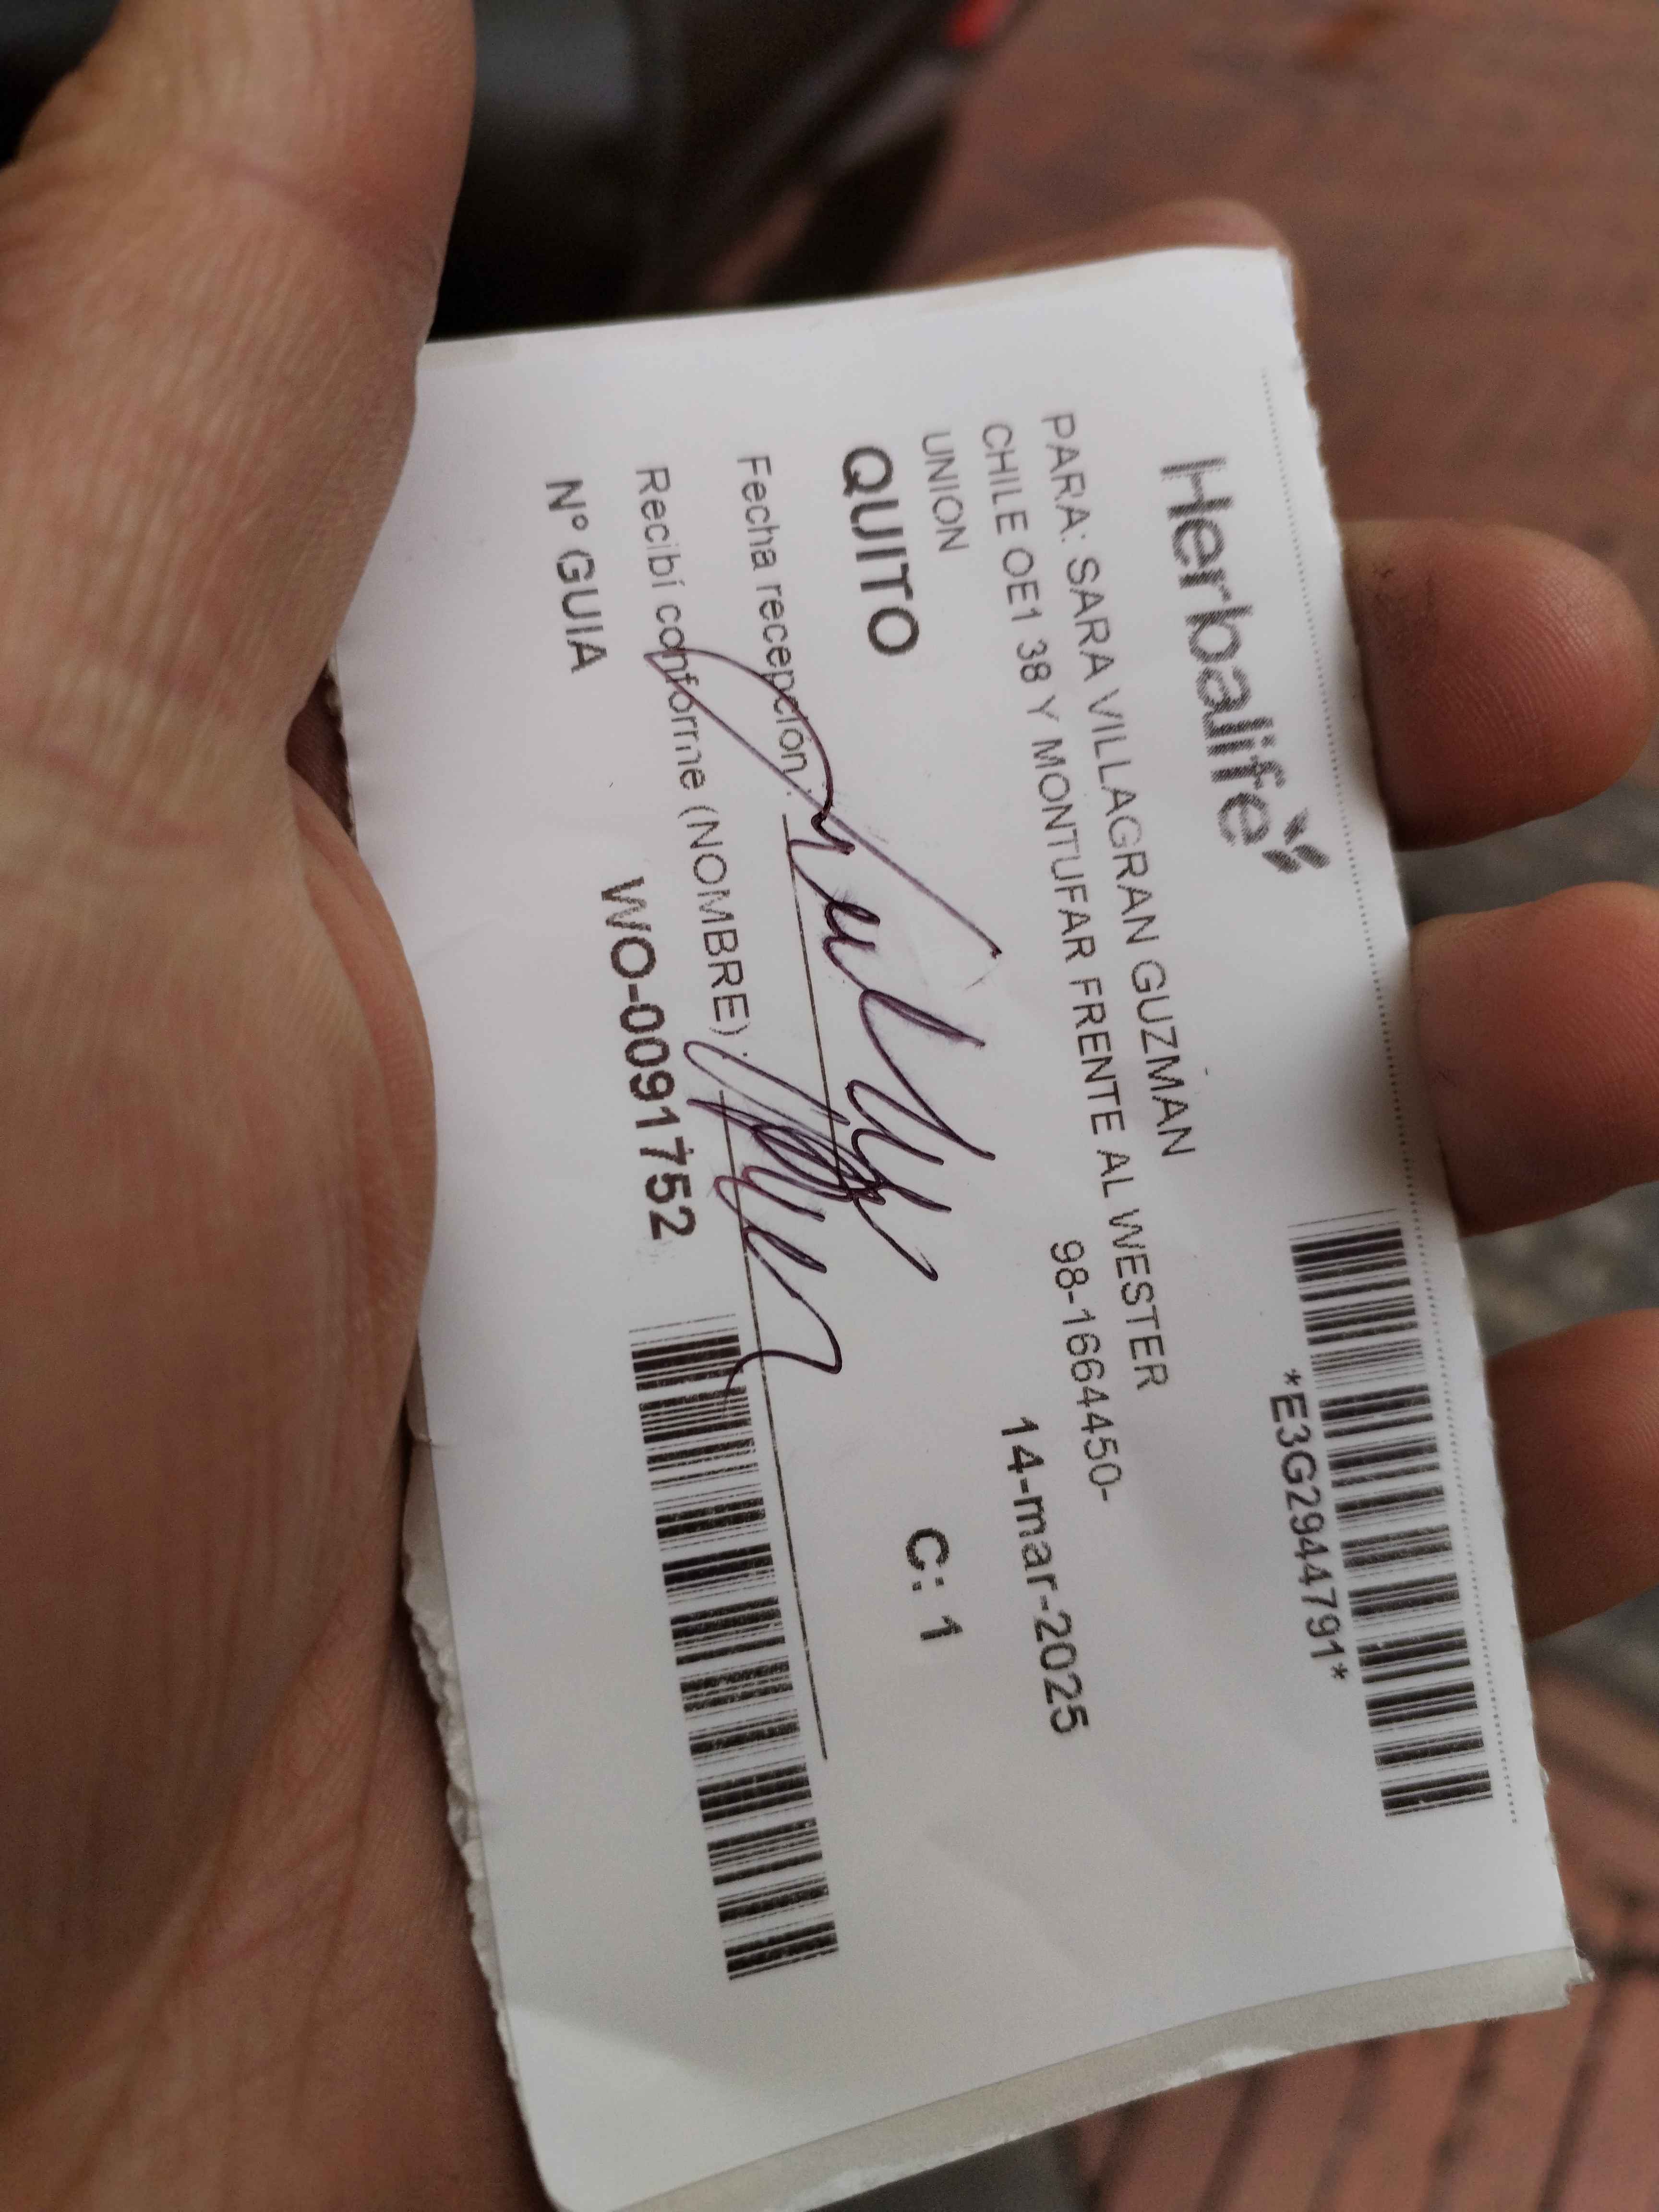 Herbalife
*E3G2944791*
PARA: SARA VILLAGRAN GUZMAN
CHILE OE1 38 Y MONTUFAR FRENTE AL WESTER
UNION
98-1664450-
14-mar-2025
QUITO
C: 1
Fecha recepción:
Recibí conforme (NOMBRE):
Nº GUIA WO-0091752